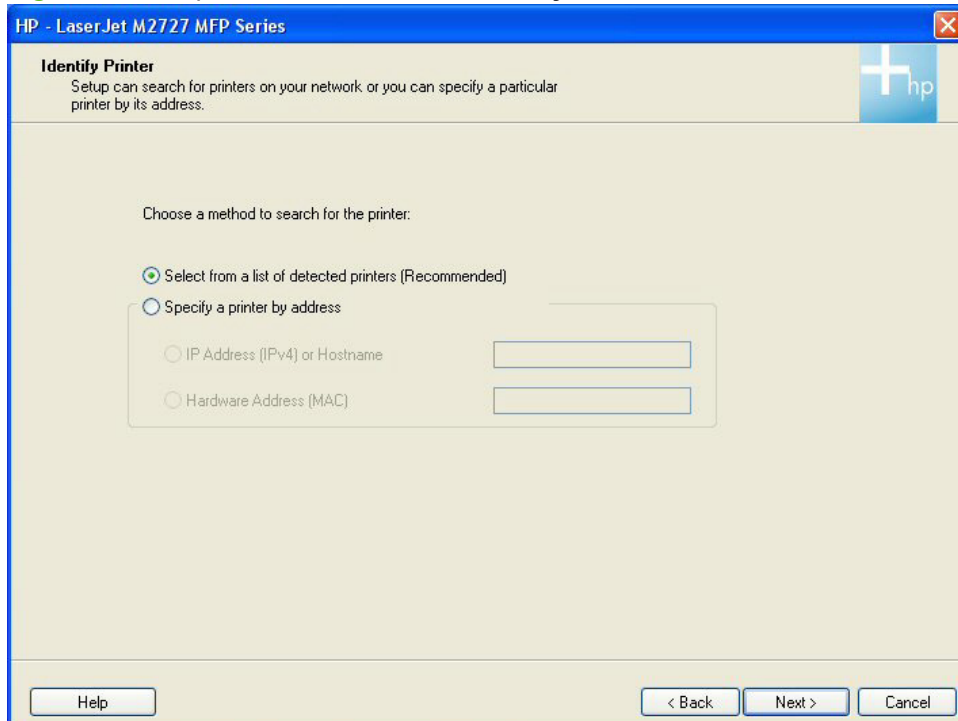 HP - LaserJet M2727 MFP Series
Identify Printer
Setup can search for printers on your network or you can specify a particular
printer by its address.
hp
Choose a method to search for the printer:
Select from a list of detected printers (Recommended)
Specify a printer by address
IP Address (IPv4) or Hostname
Hardware Address (MAC)
Help
< Back
Next >
Cancel